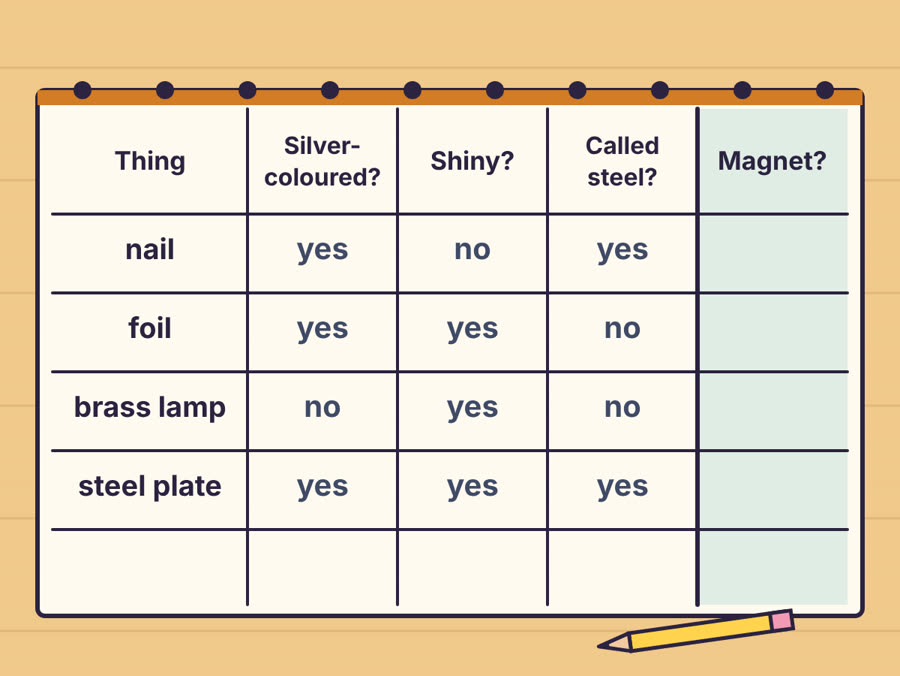 Thing Silver-coloured? Shiny? Called steel? Magnet?
nail yes no yes
foil yes yes no
brass lamp no yes no
steel plate yes yes yes